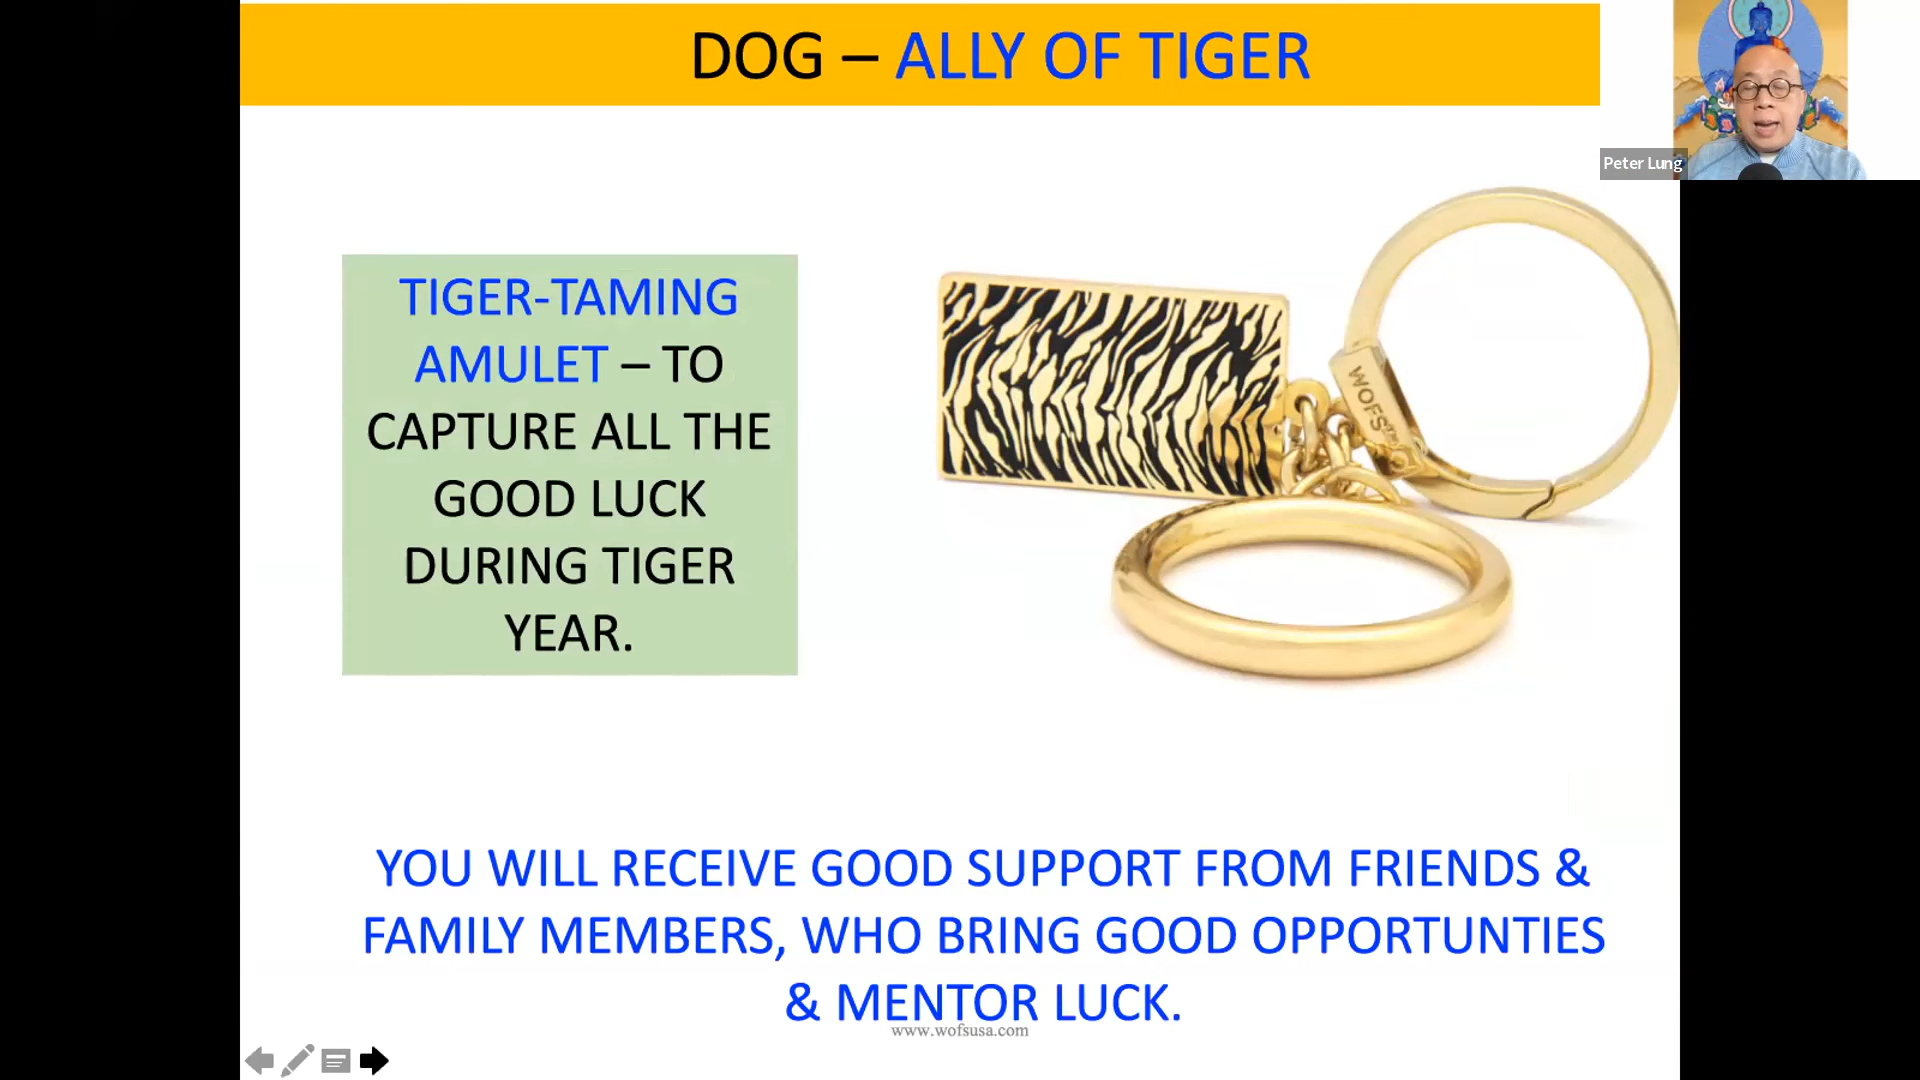 DOG – ALLY OF TIGER
Peter Lung
TIGER-TAMING
AMULET – TO
CAPTURE ALL THE
GOOD LUCK
DURING TIGER
YEAR.
WOFS
YOU WILL RECEIVE GOOD SUPPORT FROM FRIENDS &
FAMILY MEMBERS, WHO BRING GOOD OPPORTUNTIES
& MENTOR LUCK.
www.wofsusa.com